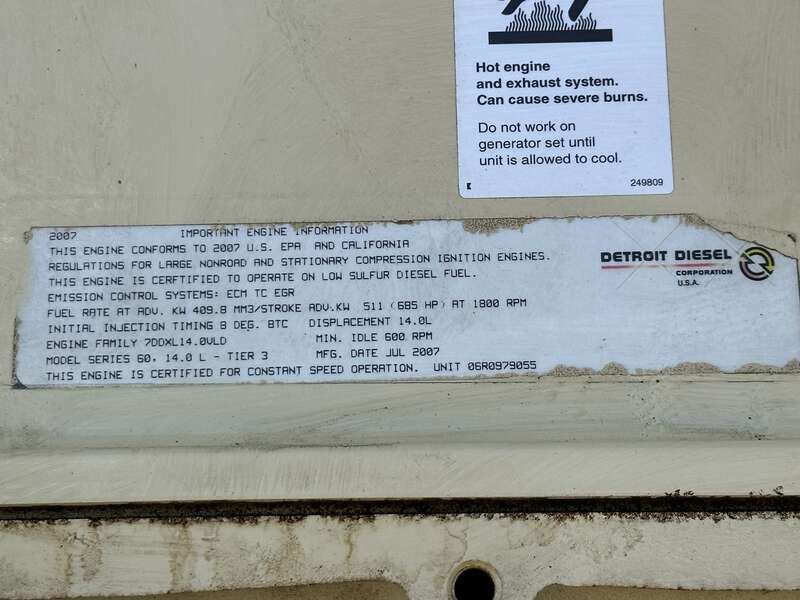 Hot engine
and exhaust system.
Can cause severe burns.
Do not work on
generator set until
unit is allowed to cool.
249809
2007 IMPORTANT ENGINE INFORMATION
THIS ENGINE CONFORMS TO 2007 U.S. EPA AND CALIFORNIA
REGULATIONS FOR LARGE NONROAD AND STATIONARY COMPRESSION IGNITION ENGINES.
THIS ENGINE IS CERFTIFIED TO OPERATE ON LOW SULFUR DIESEL FUEL.
EMISSION CONTROL SYSTEMS: ECM TC EGR
FUEL RATE AT ADV. KW 409.8 MM3/STROKE ADV.KW 511 (685 HP) AT 1800 RPM
INITIAL INJECTION TIMING 8 DEG. BTC DISPLACEMENT 14.0L
ENGINE FAMILY 7DDXL14.0VLD MIN. IDLE 600 RPM
MODEL SERIES 60, 14.0 L - TIER 3 MFG. DATE JUL 2007
THIS ENGINE IS CERTIFIED FOR CONSTANT SPEED OPERATION. UNIT 06R0979055
DETROIT DIESEL
CORPORATION
U.S.A.